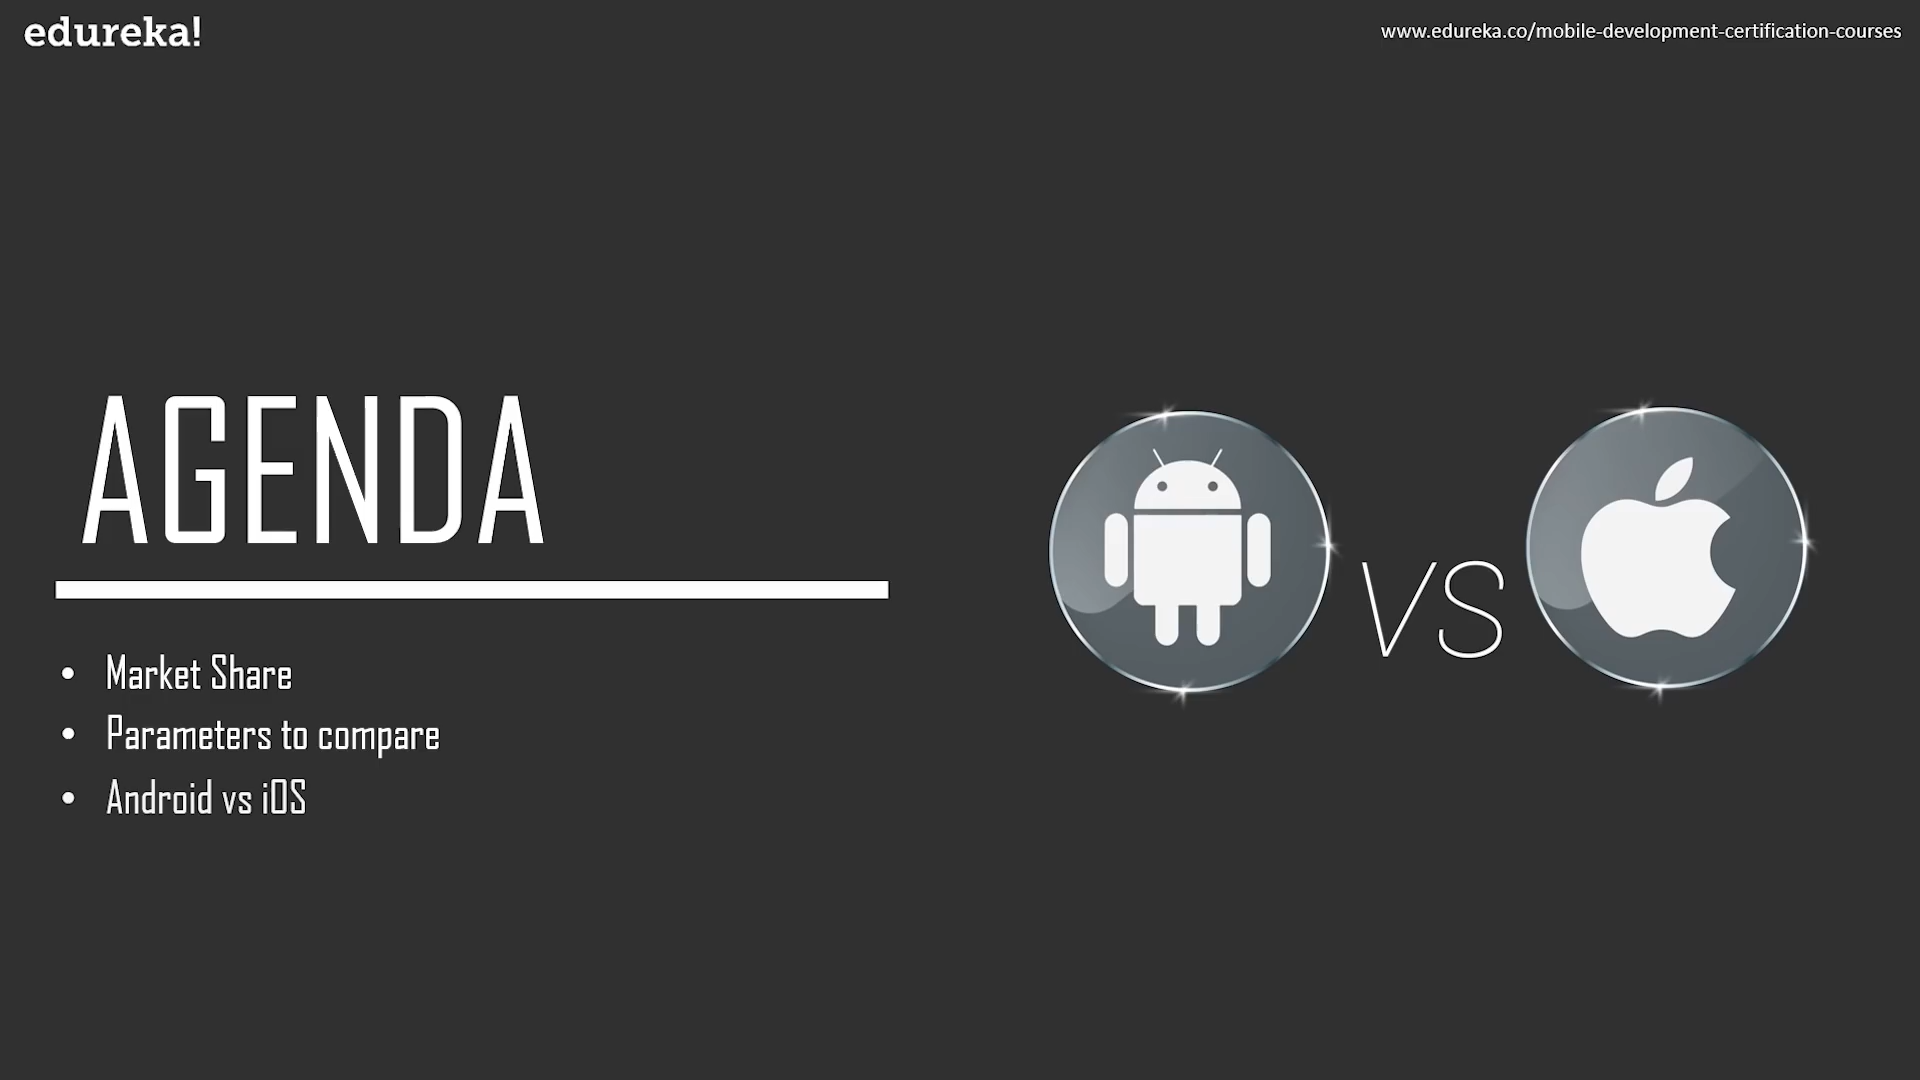 edureka!
www.edureka.co/mobile-development-certification-courses
AGENDA
• Market Share
• Parameters to compare
• Android vs iOS
VS